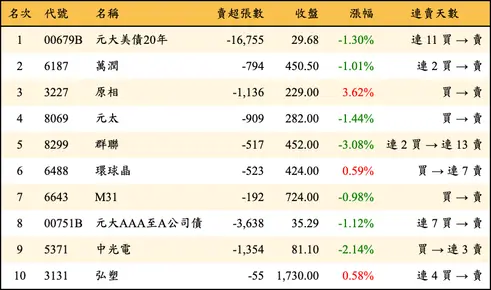 名次 代號 名稱 賣超張數 收盤 漲幅 連賣天數
1 00679B 元大美債20年 -16,755 29.68 -1.30% 連 11 買 → 賣
2 6187 萬潤 -794 450.50 -1.01% 連 2 買 → 賣
3 3227 原相 -1,136 229.00 3.62% 買 → 賣
4 8069 元太 -909 282.00 -1.44% 買 → 賣
5 8299 群聯 -517 452.00 -3.08% 連 2 買 → 連 13 賣
6 6488 環球晶 -523 424.00 0.59% 買 → 連 7 賣
7 6643 M31 -192 724.00 -0.98% 買 → 賣
8 00751B 元大AAA至A公司債 -3,638 35.29 -1.12% 連 7 買 → 賣
9 5371 中光電 -1,354 81.10 -2.14% 買 → 連 3 賣
10 3131 弘塑 -55 1,730.00 0.58% 連 4 買 → 賣